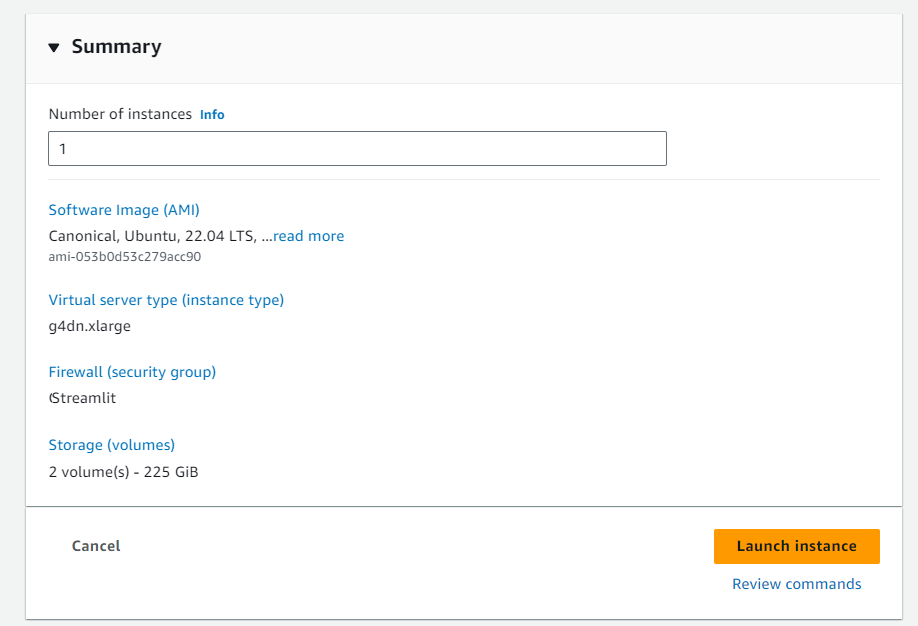 Summary
Number of instances Info
1
Software Image (AMI)
Canonical, Ubuntu, 22.04 LTS, ...read more
ami-053b0d53c279acc90
Virtual server type (instance type)
g4dn.xlarge
Firewall (security group)
Streamlit
Storage (volumes)
2 volume(s) - 225 GiB
Cancel
Launch instance
Review commands